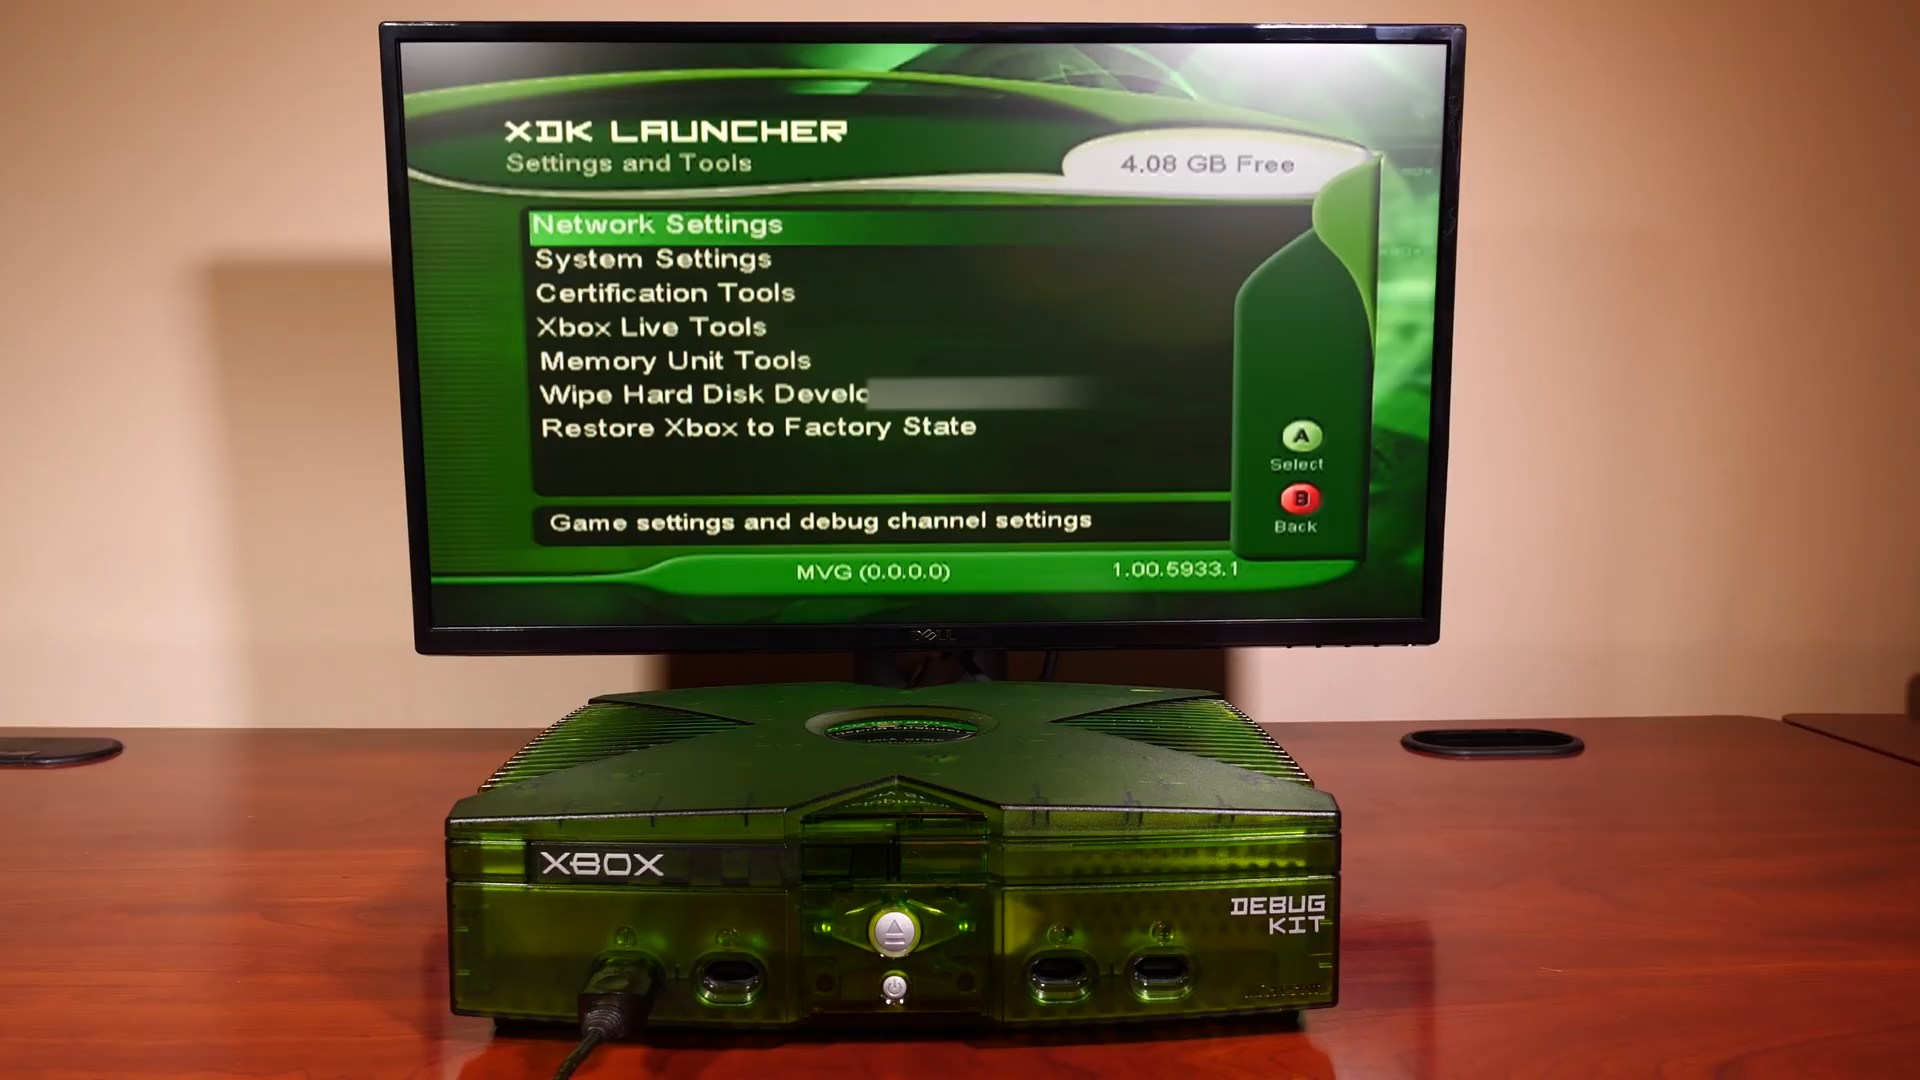 XDK LAUNCHER
Settings and Tools
4.08 GB Free
Network Settings
System Settings
Certification Tools
Xbox Live Tools
Memory Unit Tools
Wipe Hard Disk
Restore Xbox to Factory State
A
Select
B
Back
Game settings and debug channel settings
MVG (0.0.0.0)
1.00.5933.1
DELL
XBOX
DEBUG
KIT